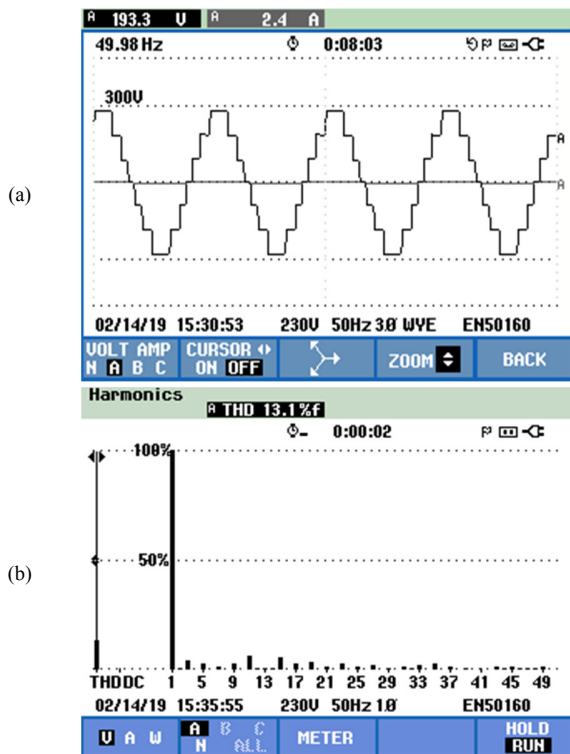 A 193.3 V A 2.4 A
49.98 Hz 0:08:03
300V
A
A
(a)
02/14/19 15:30:53 230V 50Hz 3.0 WYE EN50160
VOLT AMP CURSOR ZOOM BACK
N A B C ON OFF
Harmonics
A THD 13.1%f
0:00:02
100%
50%
(b)
THD DC 1 5 9 13 17 21 25 29 33 37 41 45 49
02/14/19 15:35:55 230V 50Hz 1.0 EN50160
V A W A B C METER HOLD
N ALL RUN